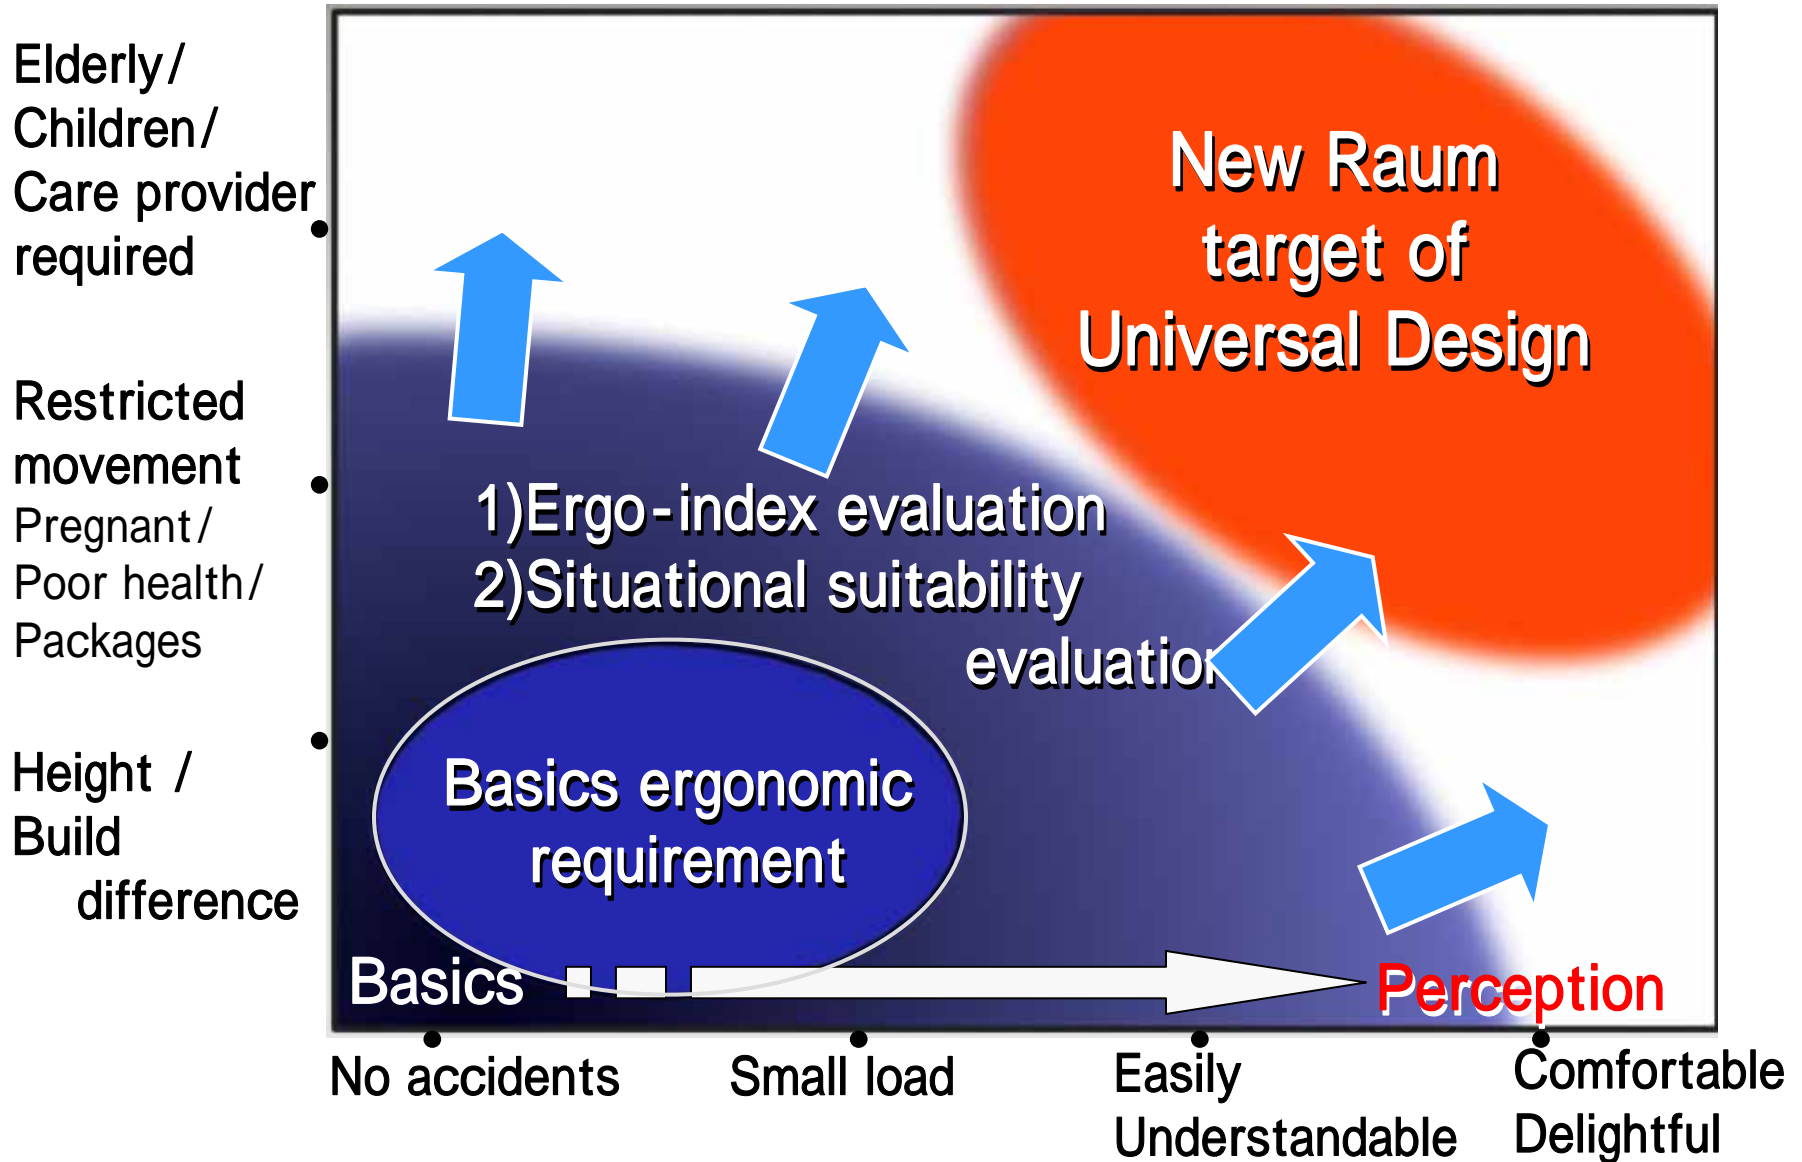 Elderly/
Children/
Care provider
required
Restricted
movement
Pregnant/
Poor health/
Packages
Height /
Build
difference
New Raum
target of
Universal Design
1)Ergo-index evaluation
2)Situational suitability
evaluation
Basics ergonomic
requirement
Basics
Perception
No accidents
Small load
Easily
Understandable
Comfortable
Delightful